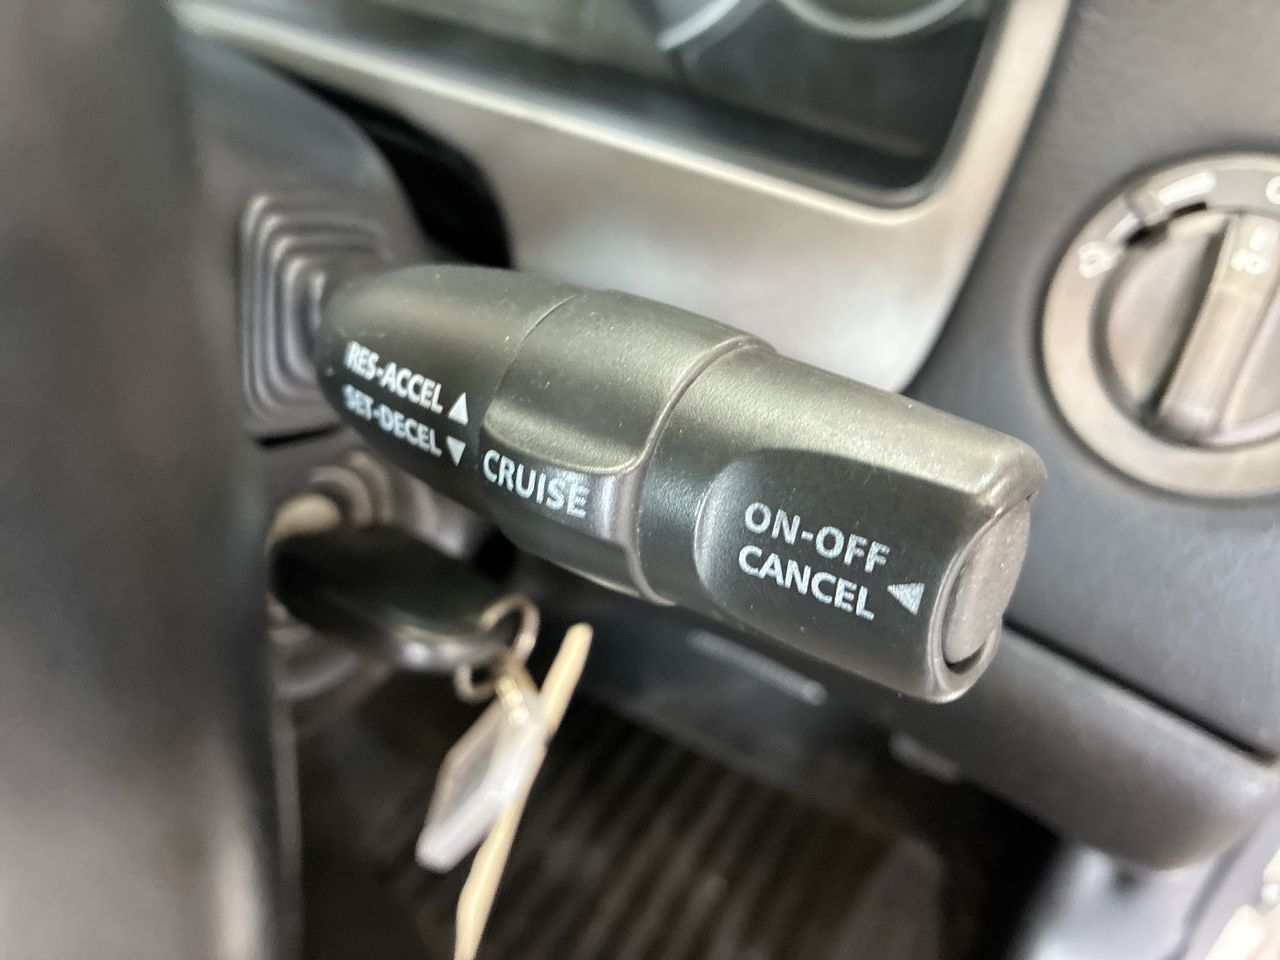 RES-ACCEL ▲
SET-DECEL ▼
CRUISE
ON-OFF
CANCEL ◀